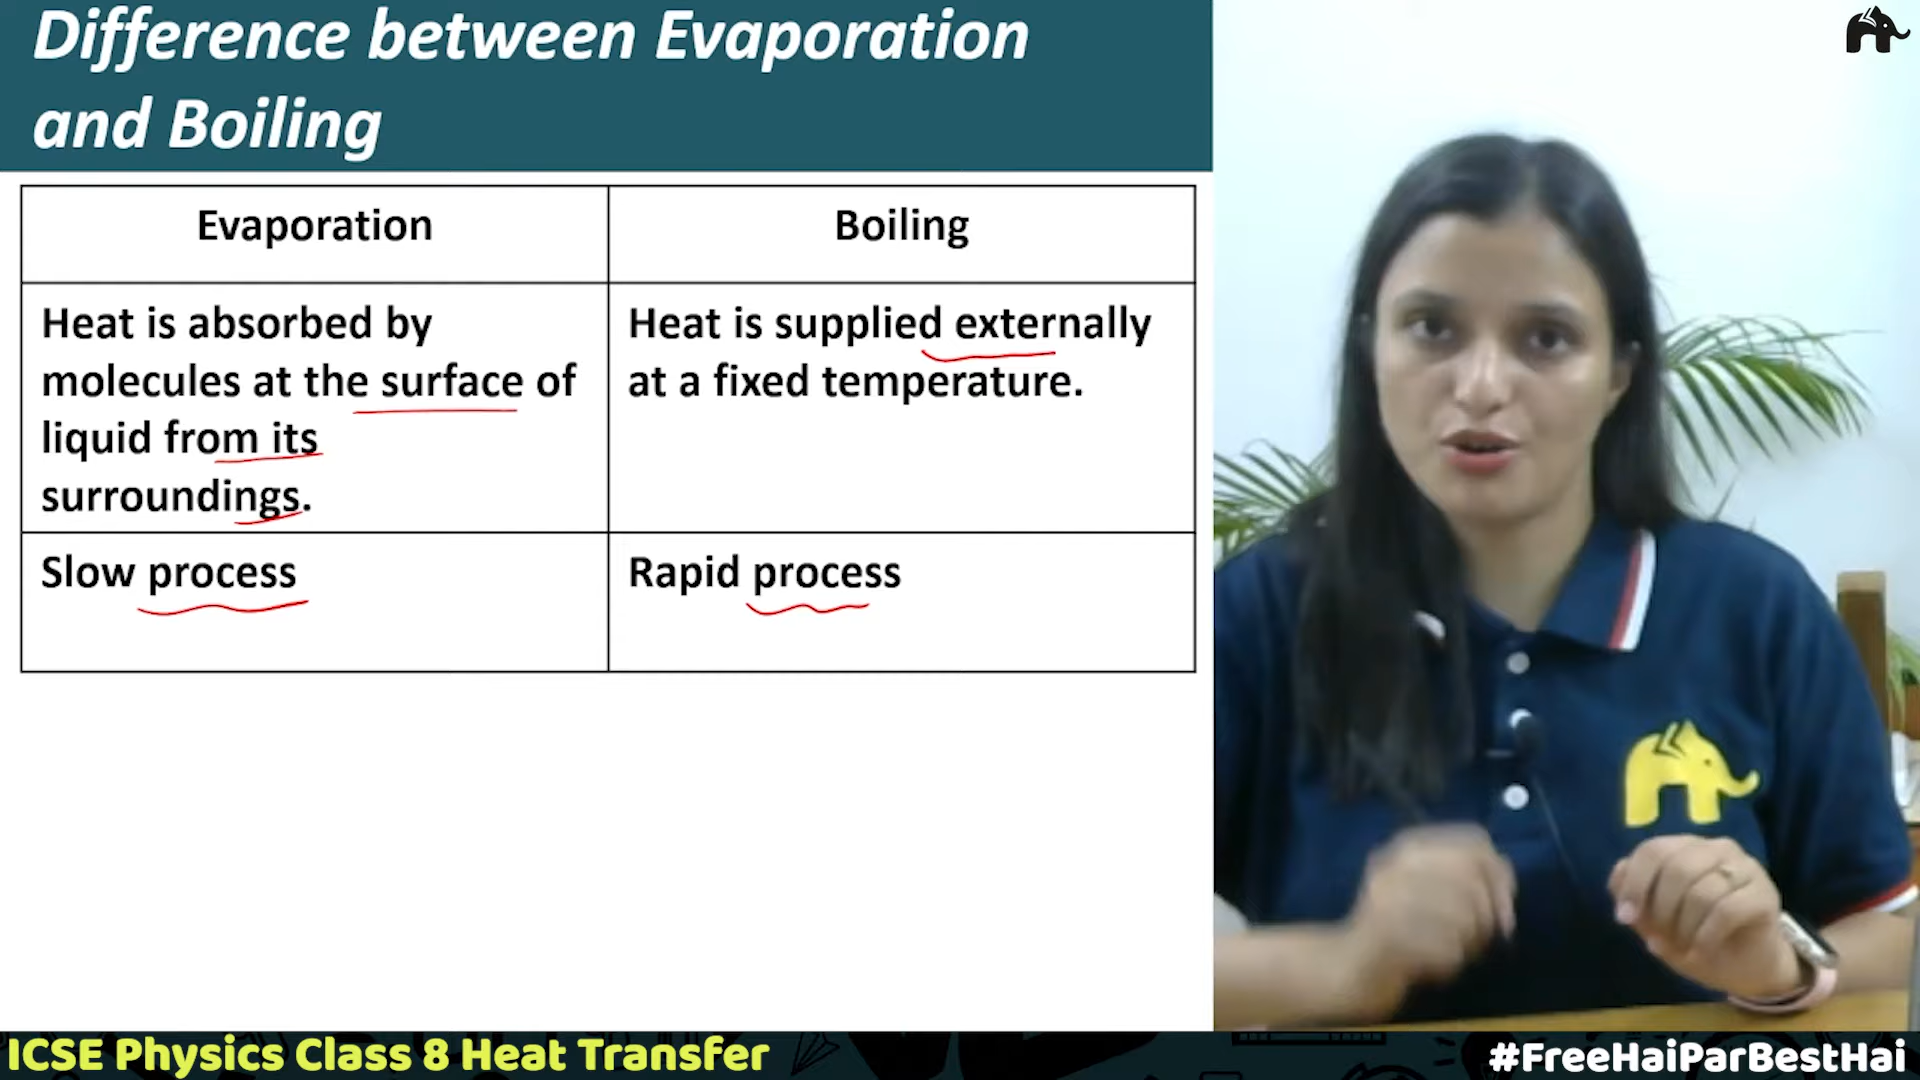 Difference between Evaporation
and Boiling
Evaporation
Boiling
Heat is absorbed by
molecules at the surface of
liquid from its
surroundings.
Heat is supplied externally
at a fixed temperature.
Slow process
Rapid process
ICSE Physics Class 8 Heat Transfer
#FreeHaiParBestHai